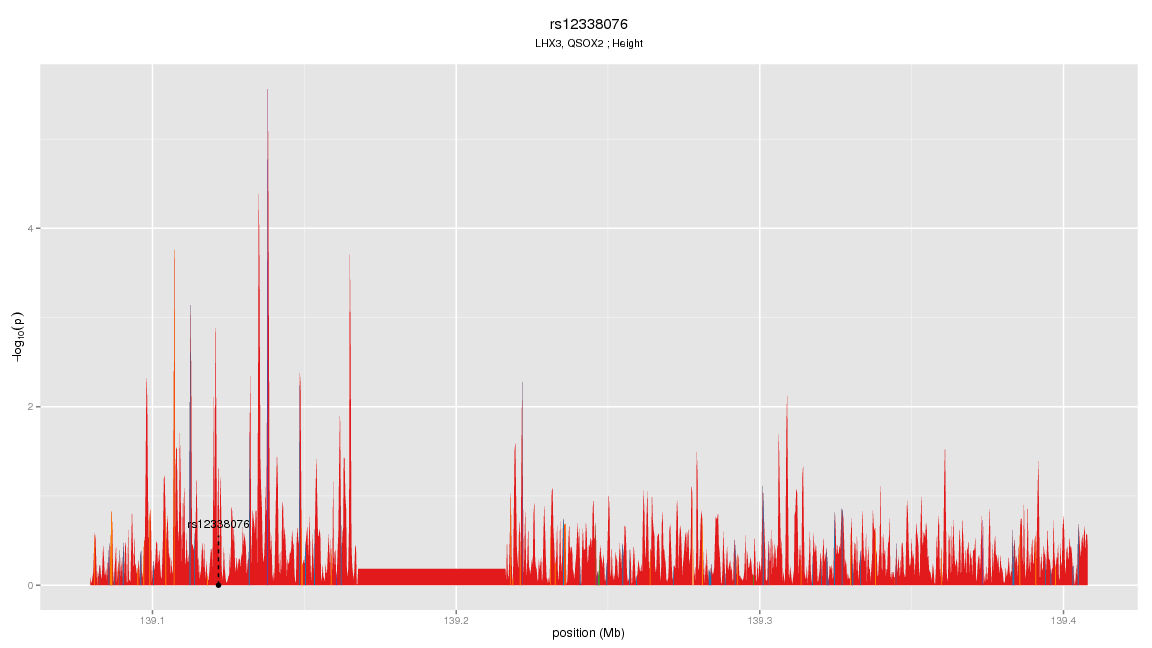 rs12338076
LHX3, QSOX2 ; Height
−log10(p)
4
2
0
rs12338076
139.1
139.2
139.3
139.4
position (Mb)